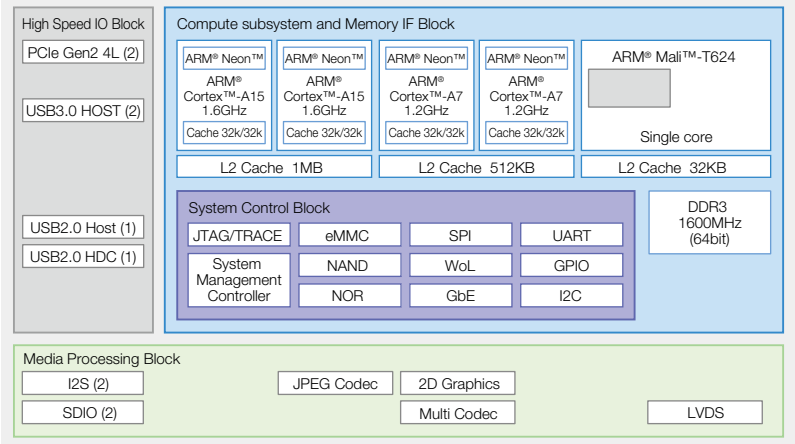 High Speed IO Block
PCIe Gen2 4L (2)
USB3.0 HOST (2)
USB2.0 Host (1)
USB2.0 HDC (1)
Compute subsystem and Memory IF Block
ARM® Neon™
ARM®
Cortex™-A15
1.6GHz
Cache 32k/32k
ARM® Neon™
ARM®
Cortex™-A15
1.6GHz
Cache 32k/32k
ARM® Neon™
ARM®
Cortex™-A7
1.2GHz
Cache 32k/32k
ARM® Neon™
ARM®
Cortex™-A7
1.2GHz
Cache 32k/32k
ARM® Mali™-T624
Single core
L2 Cache 1MB
L2 Cache 512KB
L2 Cache 32KB
System Control Block
JTAG/TRACE
eMMC
SPI
UART
System
Management
Controller
NAND
WoL
GPIO
NOR
GbE
I2C
DDR3
1600MHz
(64bit)
Media Processing Block
I2S (2)
JPEG Codec
2D Graphics
SDIO (2)
Multi Codec
LVDS